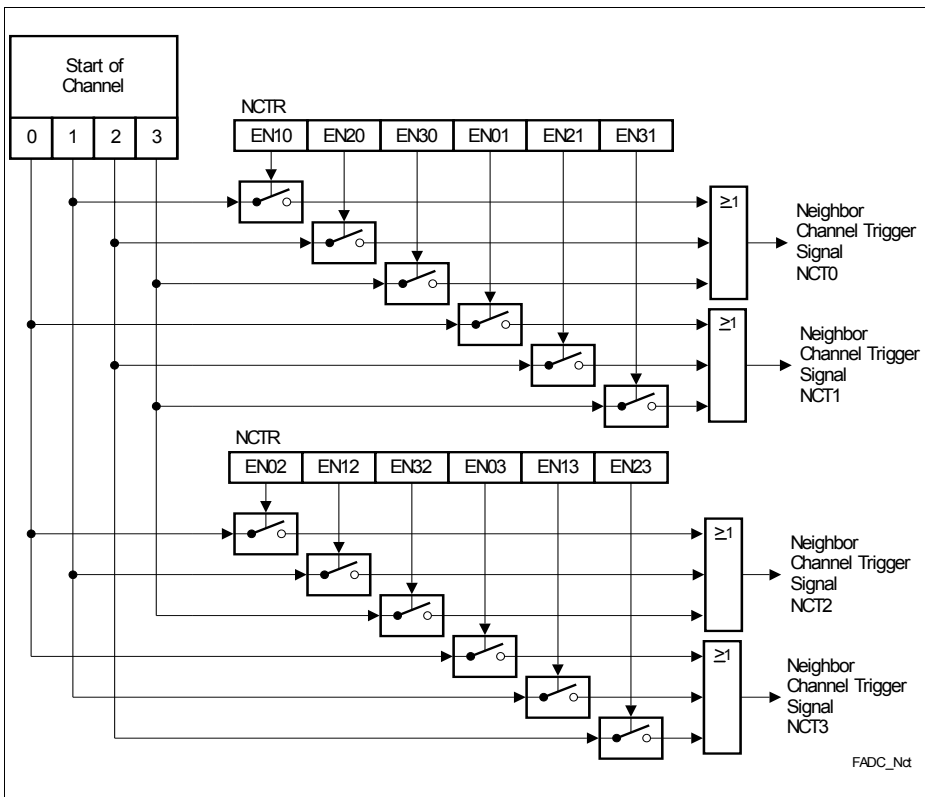 Start of
Channel
0 1 2 3
NCTR
EN10 EN20 EN30 EN01 EN21 EN31
≥1
Neighbor
Channel Trigger
Signal
NCT0
≥1
Neighbor
Channel Trigger
Signal
NCT1
NCTR
EN02 EN12 EN32 EN03 EN13 EN23
≥1
Neighbor
Channel Trigger
Signal
NCT2
≥1
Neighbor
Channel Trigger
Signal
NCT3
FADC_Nct